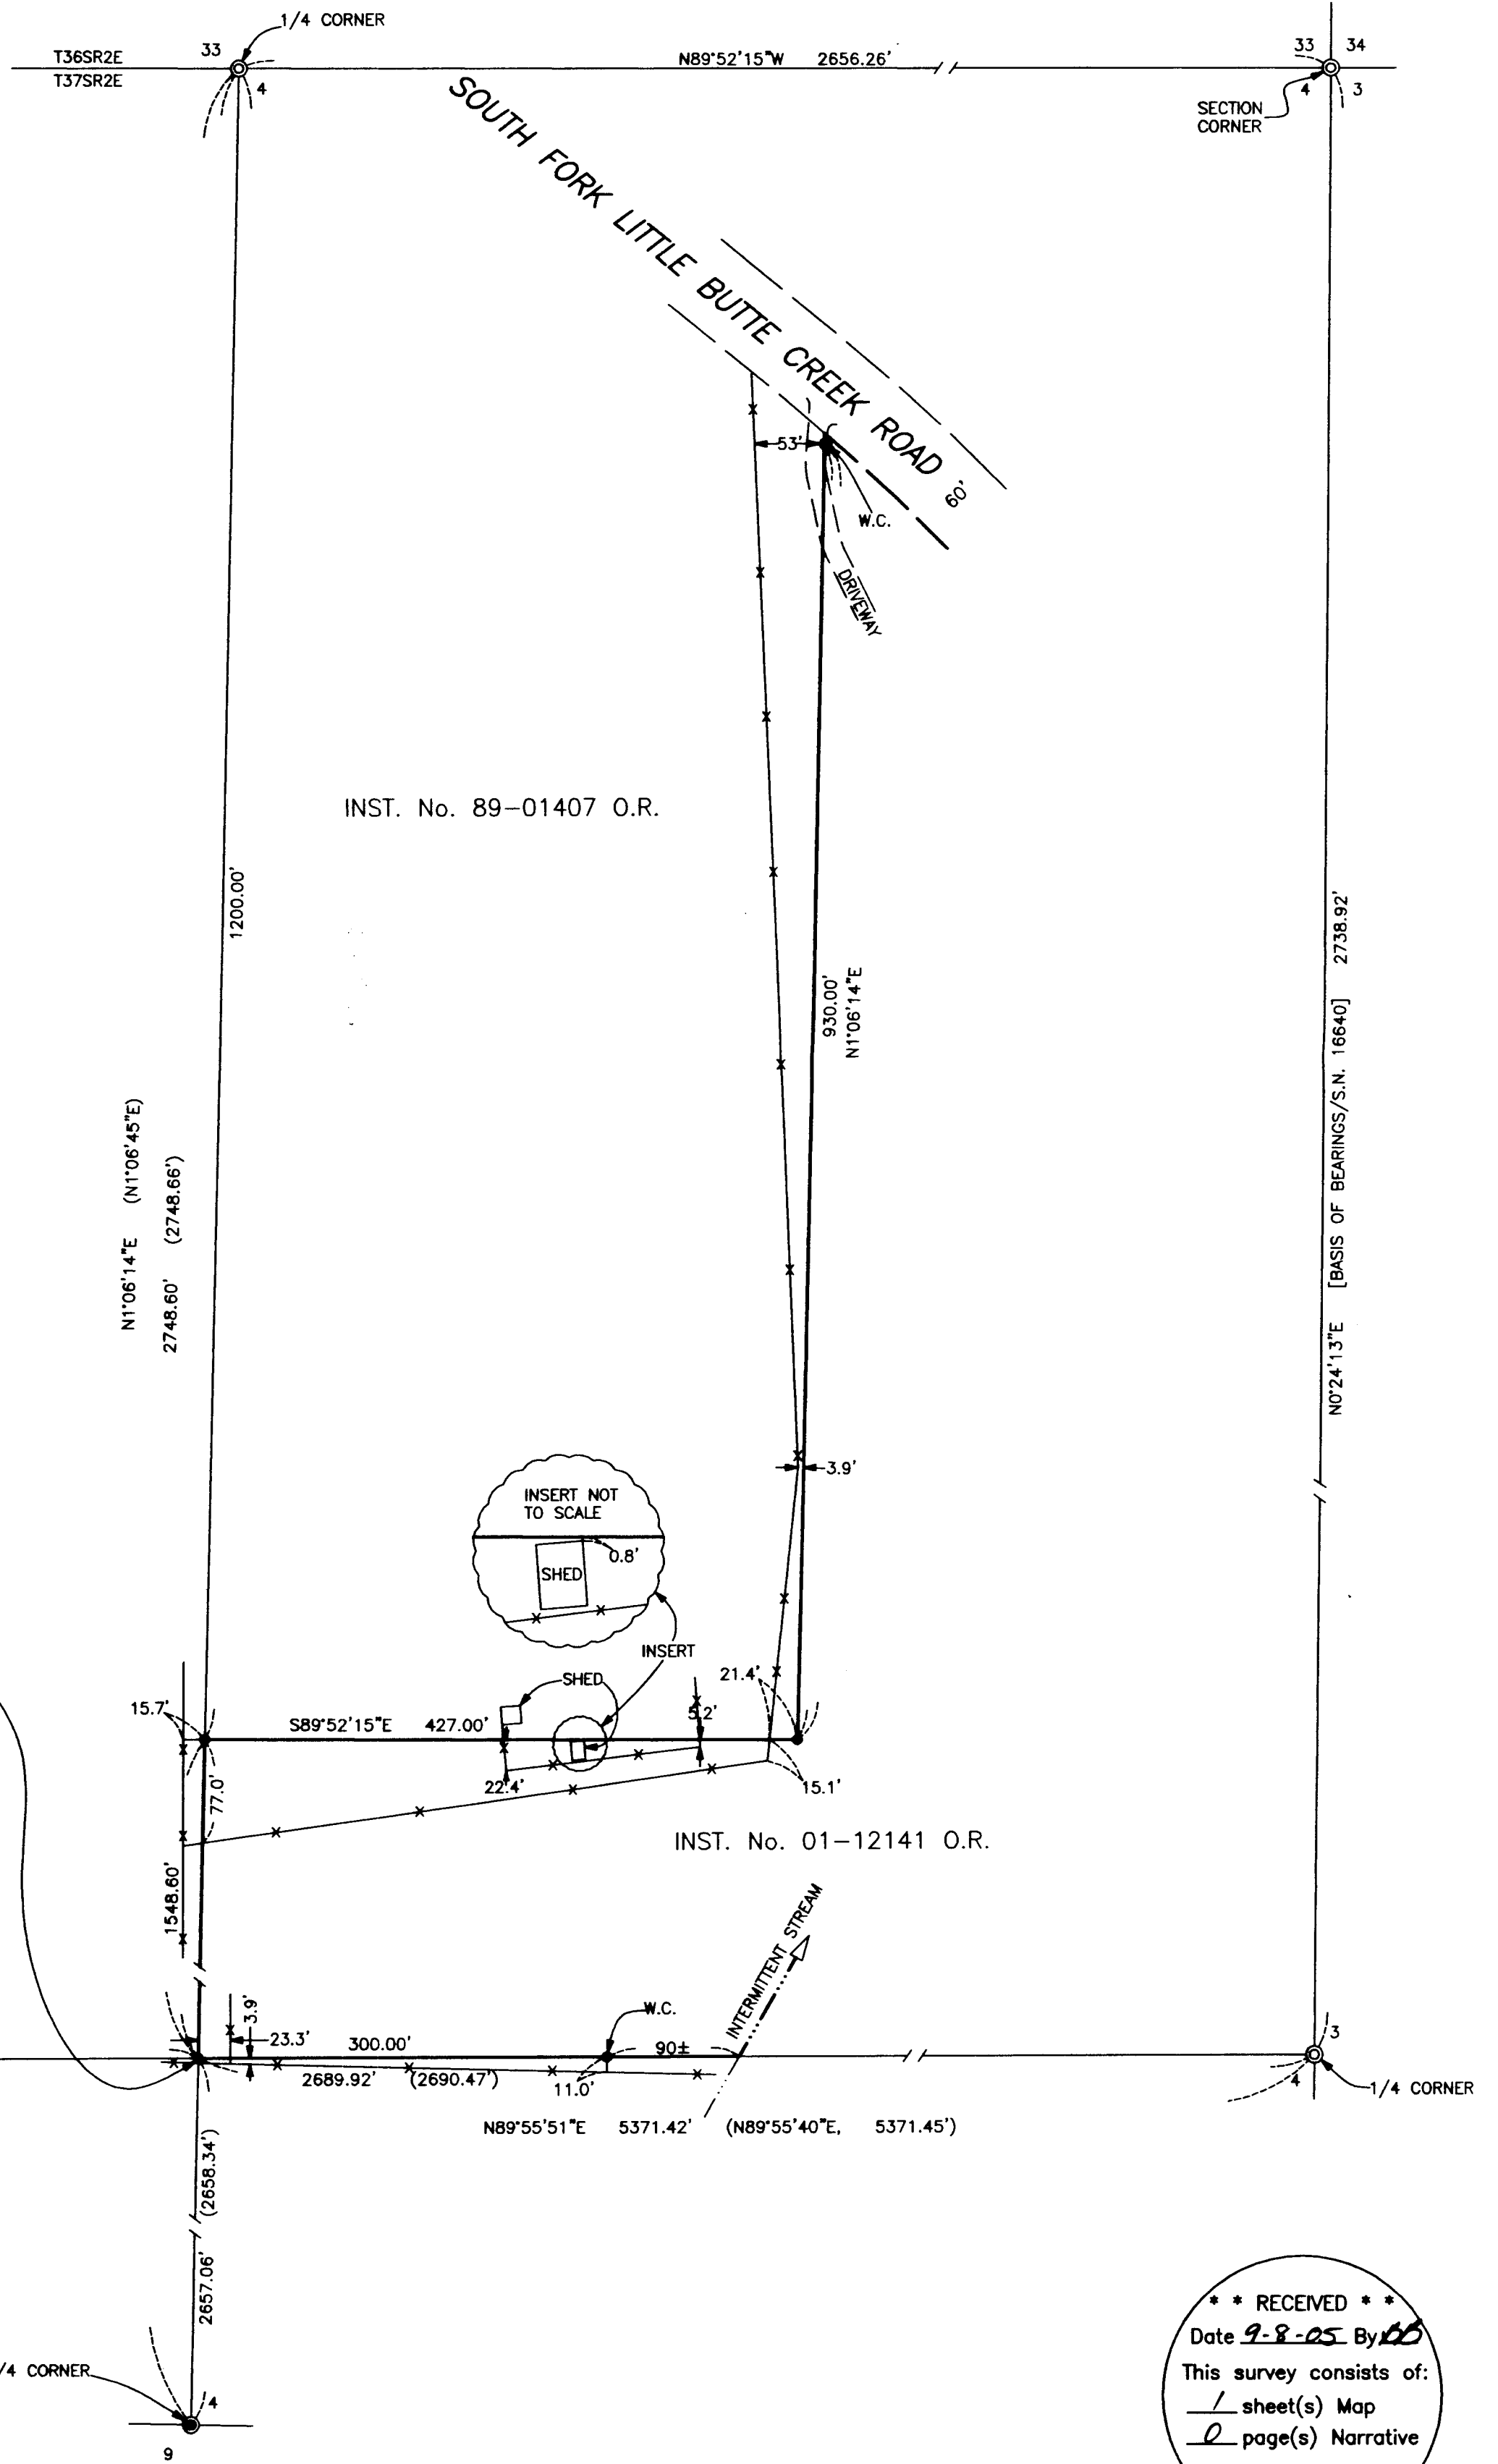 1/4 CORNER
T36SR2E
T37SR2E
33
4
N89°52'15"W 2656.26'
33 34
4 3
SECTION
CORNER
SOUTH FORK LITTLE BUTTE CREEK ROAD 60'
53'
W.C.
DRIVEWAY
INST. No. 89-01407 O.R.
1200.00'
930.00'
N1°06'14"E
N0°24'13"E [BASIS OF BEARINGS/S.N. 16640] 2738.92'
N1°06'14"E (N1°06'45"E)
2748.60' (2748.66')
3.9'
INSERT NOT
TO SCALE
0.8'
SHED
INSERT
SHED
21.4'
5.2'
15.7'
S89°52'15"E 427.00'
77.0'
22.4'
15.1'
INST. No. 01-12141 O.R.
1548.60'
INTERMITTENT STREAM
3.9'
23.3'
300.00'
W.C.
90±
2689.92' (2690.47')
11.0'
3
4
1/4 CORNER
N89°55'51"E 5371.42' (N89°55'40"E, 5371.45')
(2658.34')
2657.06'
/4 CORNER
4
9
* * RECEIVED * *
Date 9-8-05 By BB
This survey consists of:
1 sheet(s) Map
0 page(s) Narrative